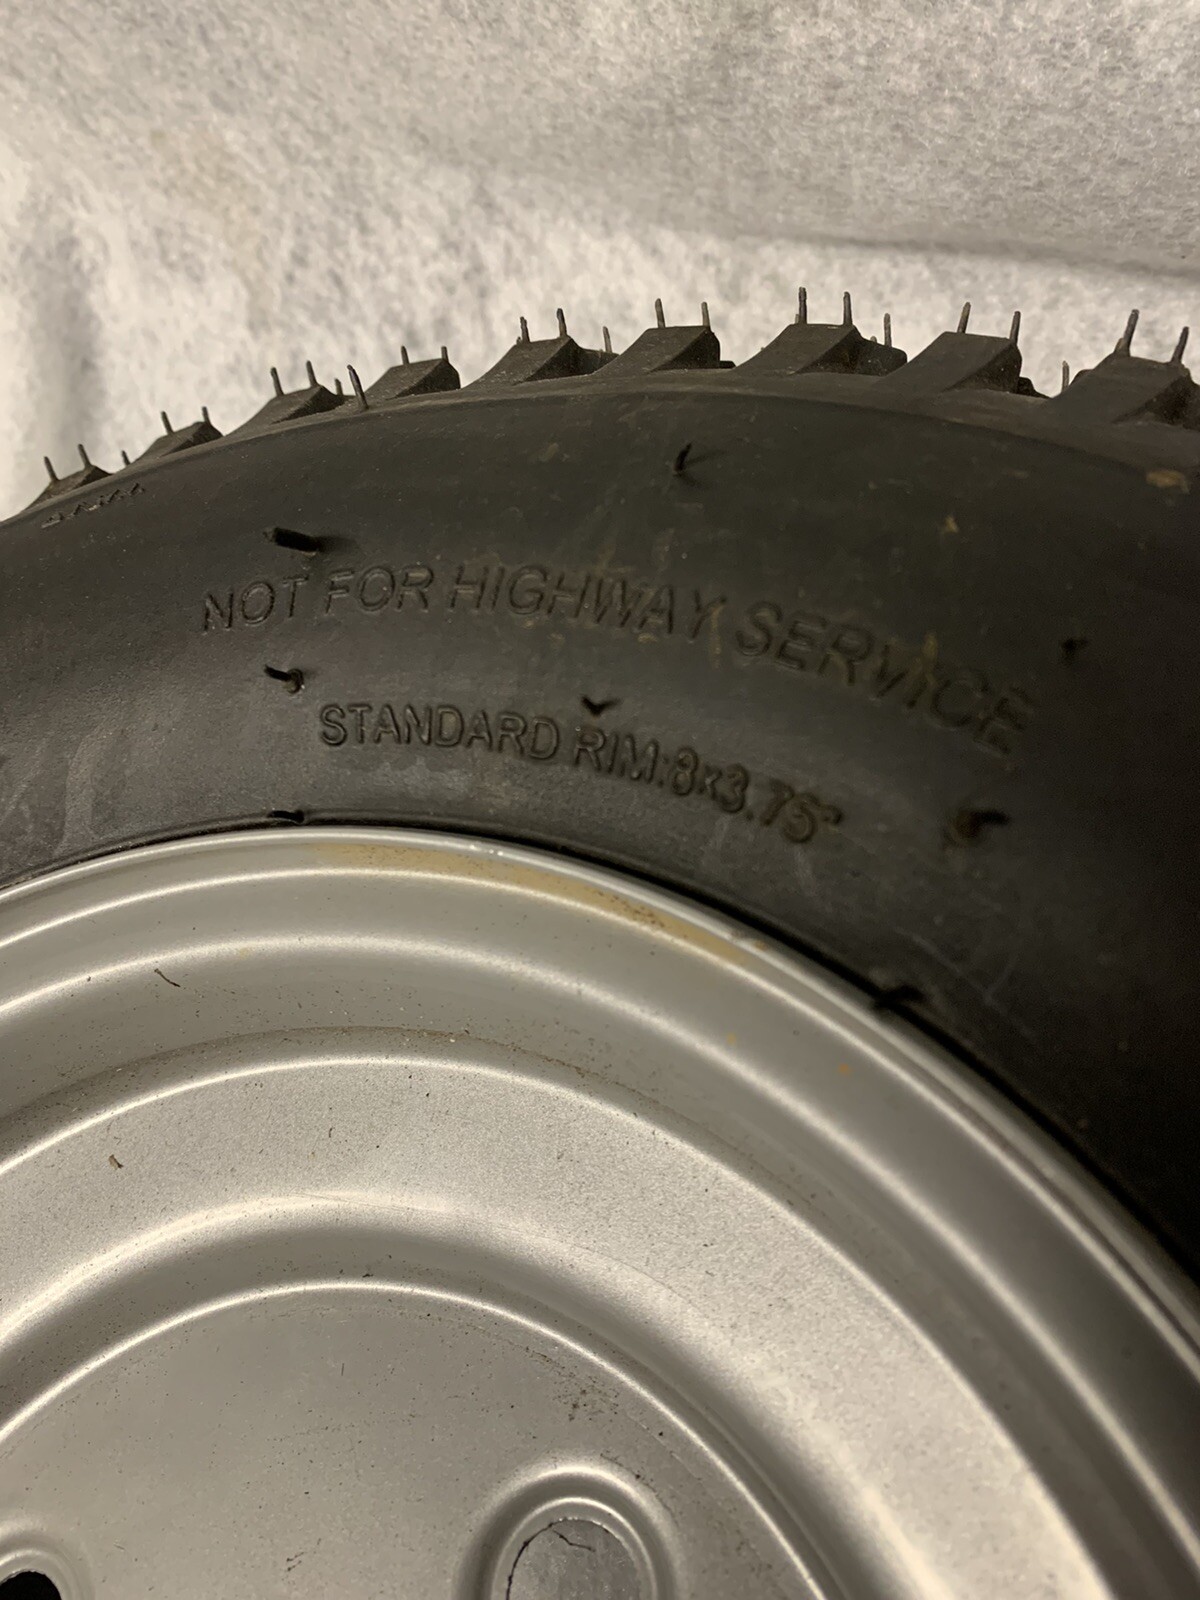 NOT FOR HIGHWAY SERVICE
STANDARD RIM:8x3.75"